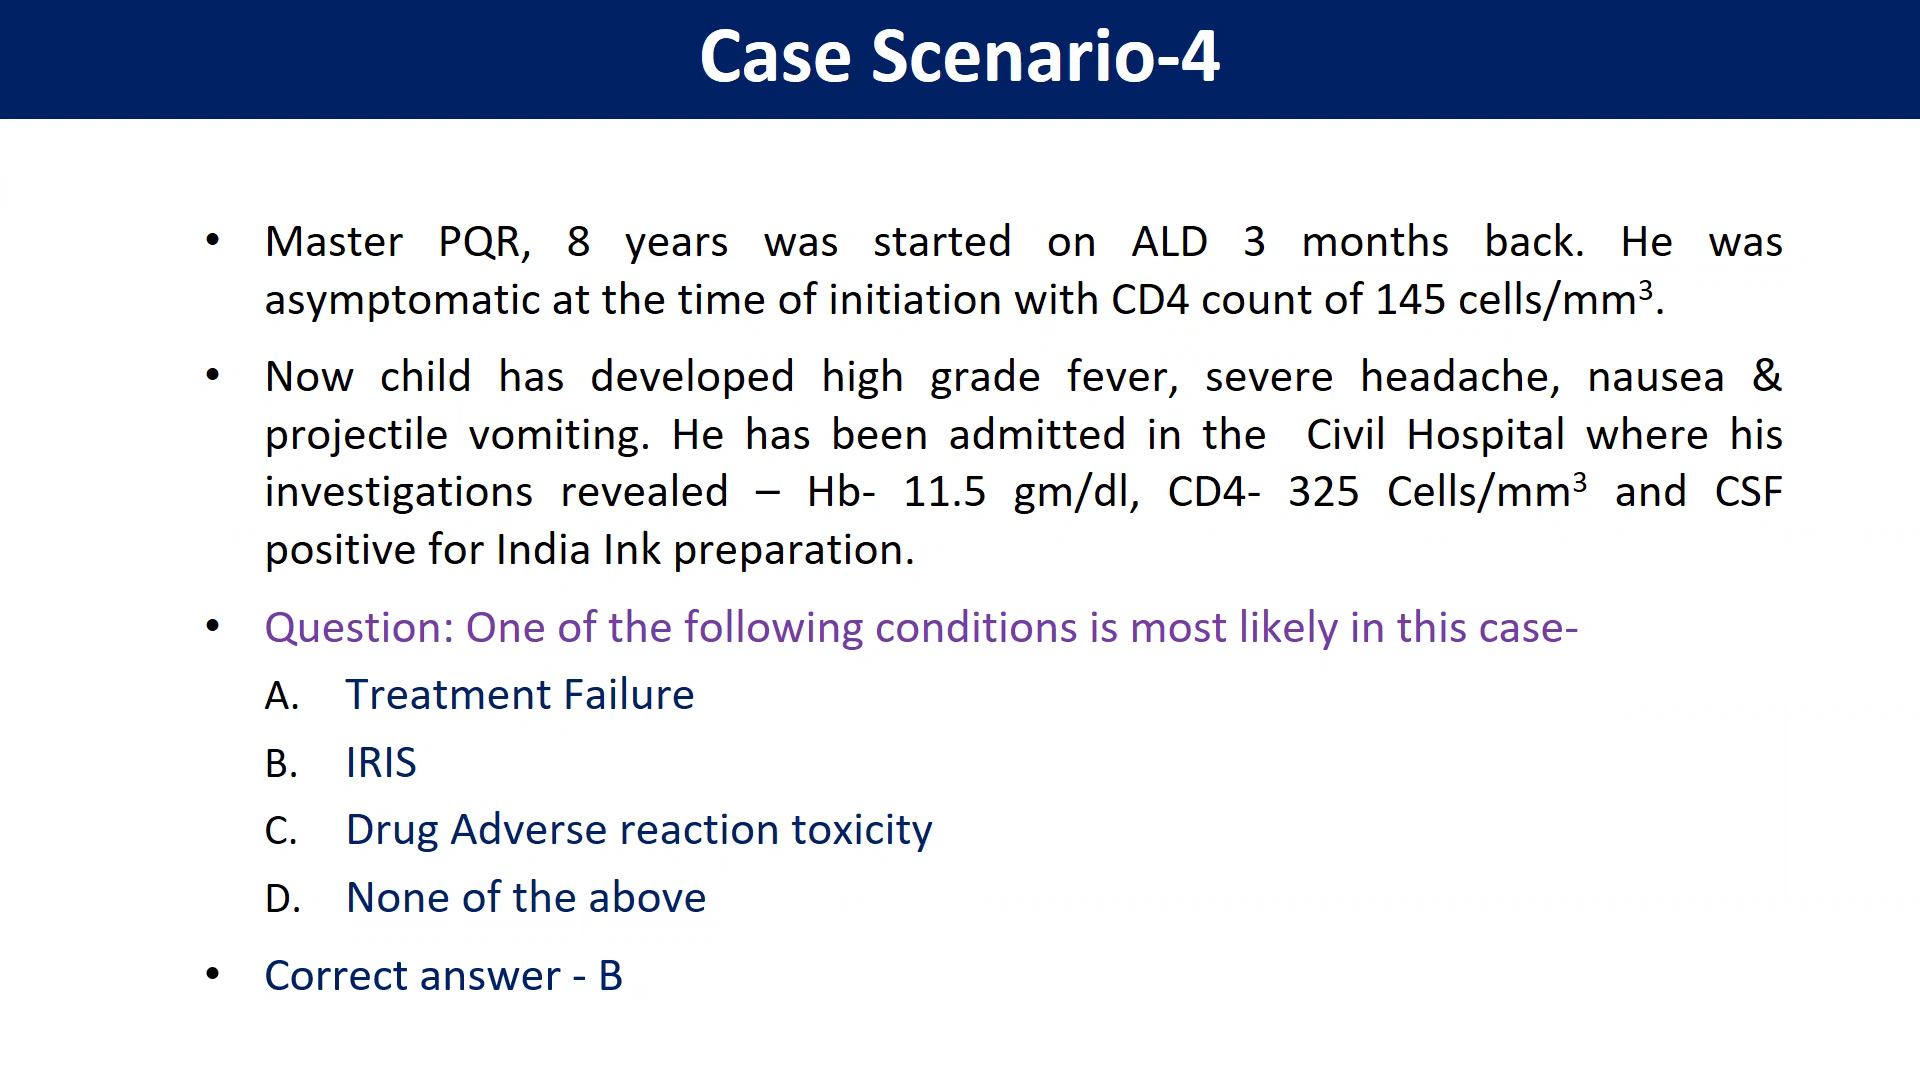 Case Scenario-4
• Master PQR, 8 years was started on ALD 3 months back. He was
asymptomatic at the time of initiation with CD4 count of 145 cells/mm³.
• Now child has developed high grade fever, severe headache, nausea &
projectile vomiting. He has been admitted in the Civil Hospital where his
investigations revealed – Hb- 11.5 gm/dl, CD4- 325 Cells/mm³ and CSF
positive for India Ink preparation.
• Question: One of the following conditions is most likely in this case-
A. Treatment Failure
B. IRIS
C. Drug Adverse reaction toxicity
D. None of the above
• Correct answer - B